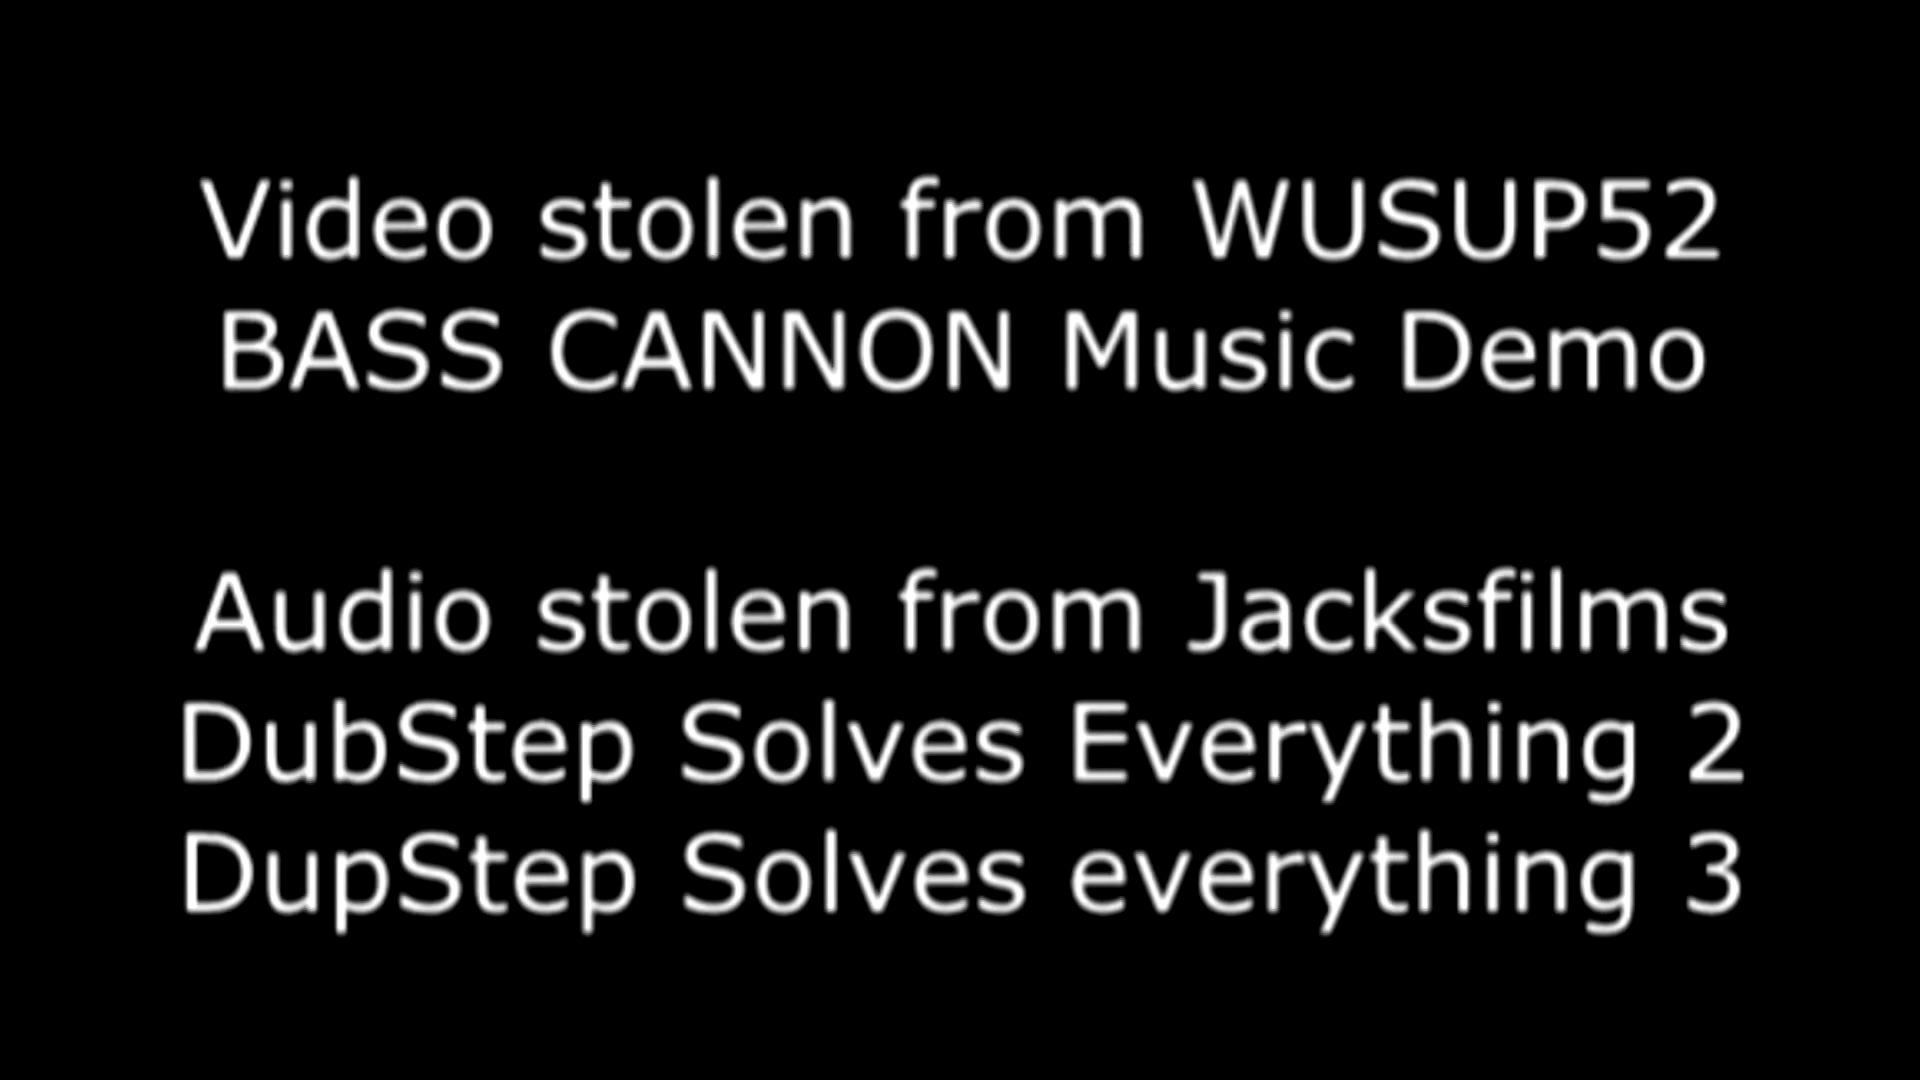 Video stolen from WUSUP52
BASS CANNON Music Demo
Audio stolen from Jacksfilms
DubStep Solves Everything 2
DupStep Solves everything 3